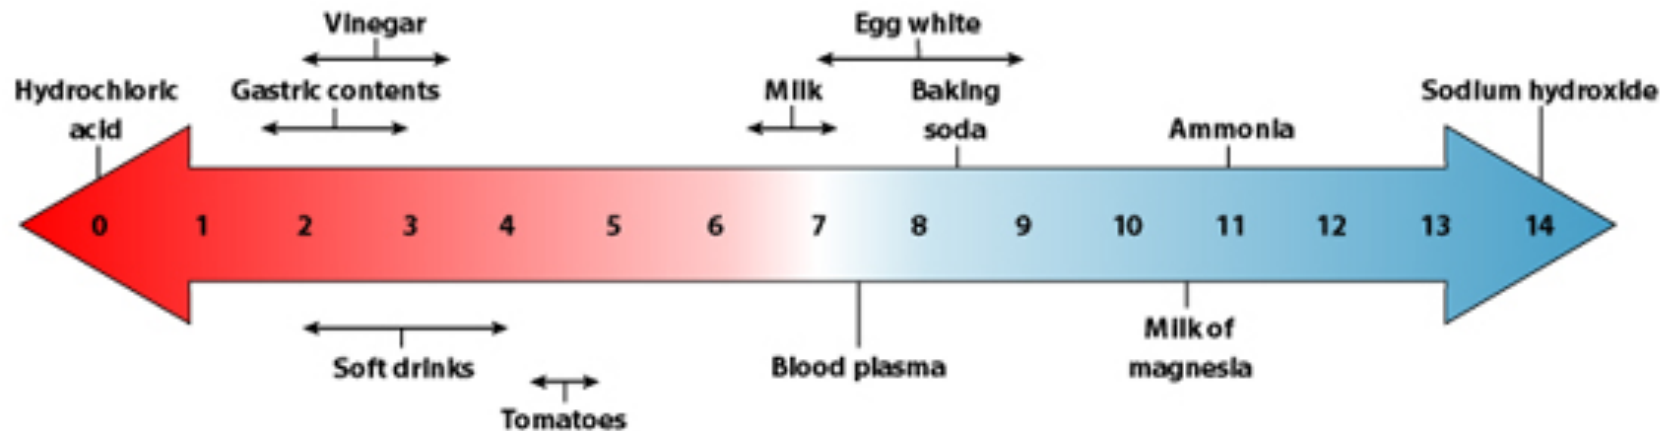 Vinegar
Egg white
Hydrochloric
acid
Gastric contents
Milk
Baking
soda
Ammonia
Sodium hydroxide
0 1 2 3 4 5 6 7 8 9 10 11 12 13 14
Soft drinks
Tomatoes
Blood plasma
Milk of
magnesia